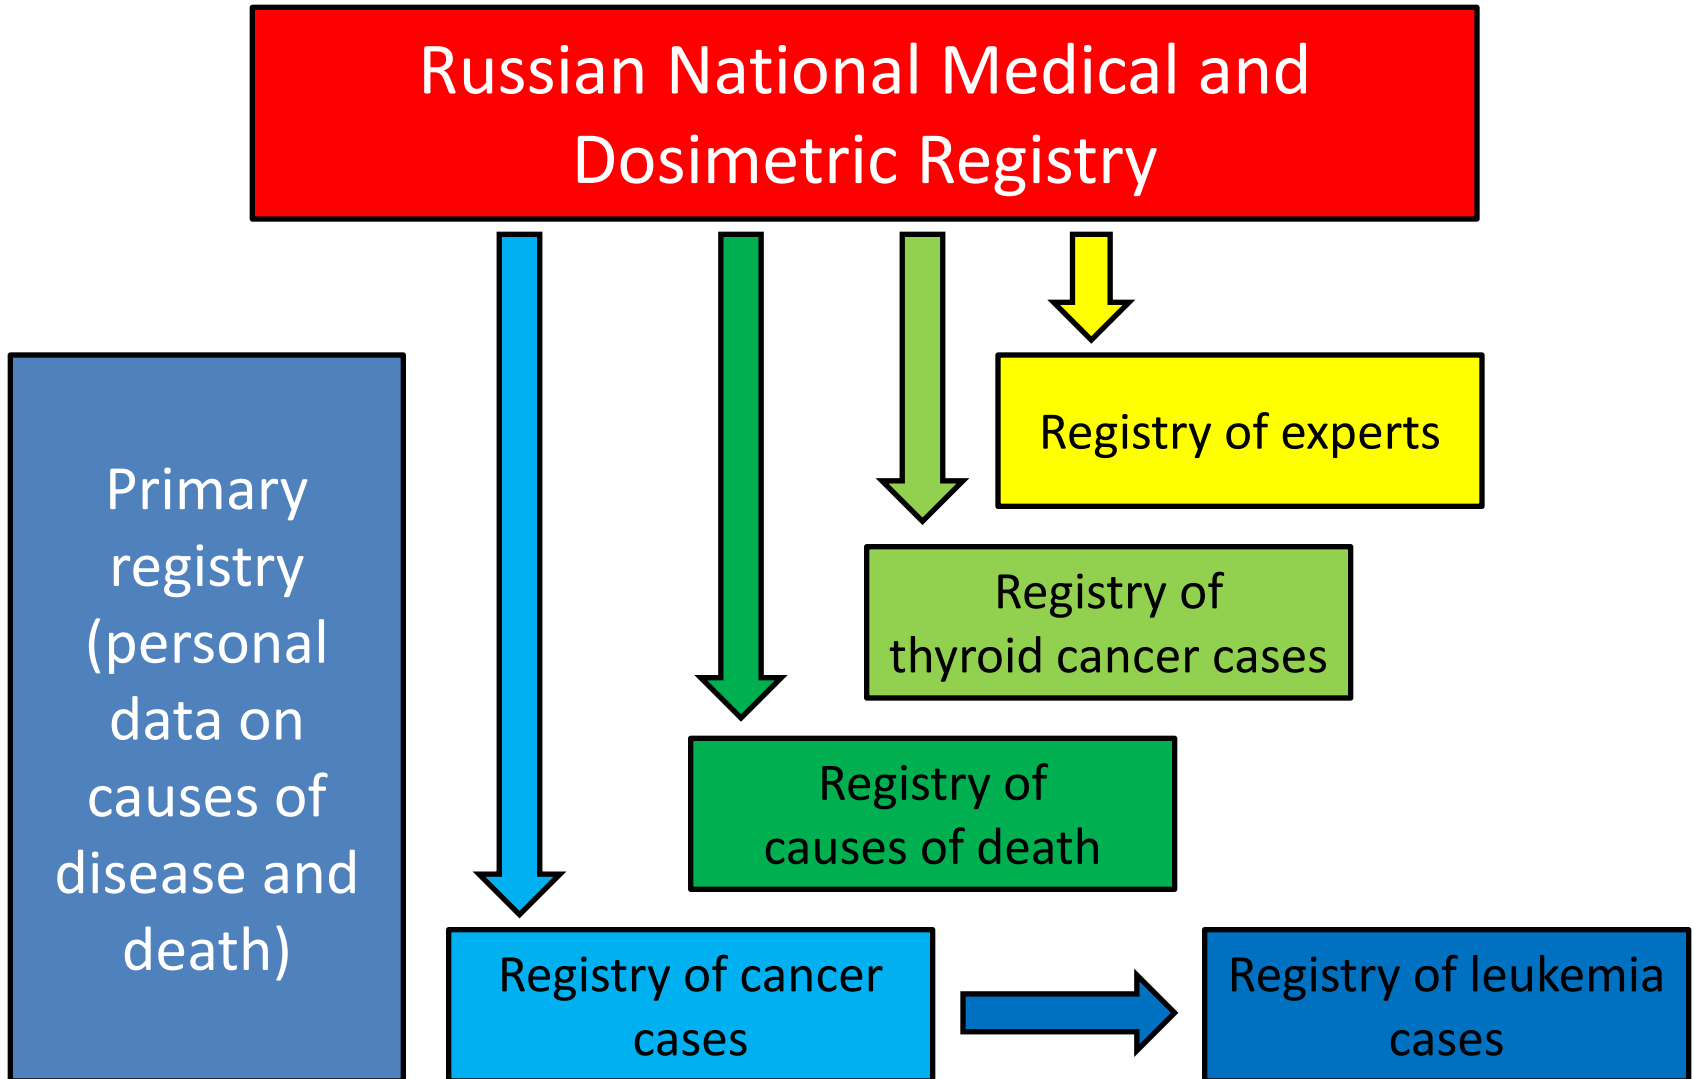 Russian National Medical and
Dosimetric Registry
Registry of experts
Primary
registry
(personal
data on
causes of
disease and
death)
Registry of
thyroid cancer cases
Registry of
causes of death
Registry of cancer
cases
Registry of leukemia
cases